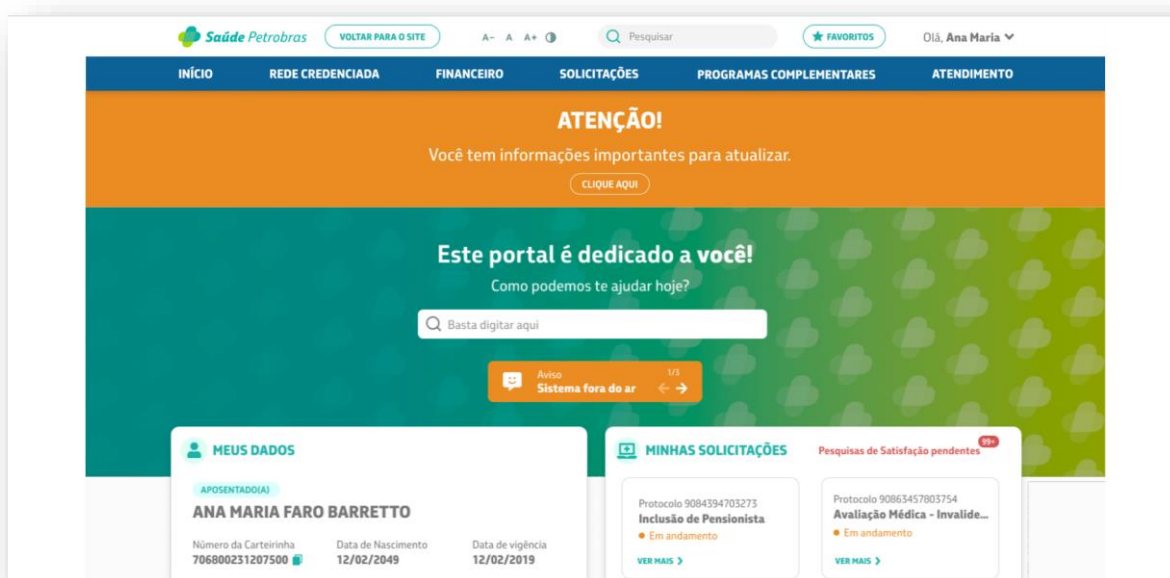 Saúde Petrobras VOLTAR PARA O SITE A- A A+ Pesquisar FAVORITOS Olá, Ana Maria
INÍCIO REDE CREDENCIADA FINANCEIRO SOLICITAÇÕES PROGRAMAS COMPLEMENTARES ATENDIMENTO
ATENÇÃO!
Você tem informações importantes para atualizar.
CLIQUE AQUI
Este portal é dedicado a você!
Como podemos te ajudar hoje?
Basta digitar aqui
Aviso 1/3
Sistema fora do ar
MEUS DADOS
APOSENTADO(A)
ANA MARIA FARO BARRETTO
Número da Carteirinha Data de Nascimento Data de vigência
706800231207500 12/02/2049 12/02/2019
MINHAS SOLICITAÇÕES Pesquisas de Satisfação pendentes 99+
Protocolo 9084394703273
Inclusão de Pensionista
Em andamento
VER MAIS
Protocolo 90863457803754
Avaliação Médica - Invalide...
Em andamento
VER MAIS